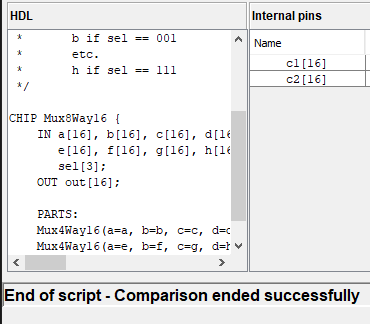 HDL
Internal pins
* b if sel == 001
* etc.
* h if sel == 111
*/
CHIP Mux8Way16 {
IN a[16], b[16], c[16], d[16
e[16], f[16], g[16], h[16
sel[3];
OUT out[16];
PARTS:
Mux4Way16(a=a, b=b, c=c, d=
Mux4Way16(a=e, b=f, c=g, d=
Name
c1[16]
c2[16]
End of script - Comparison ended successfully